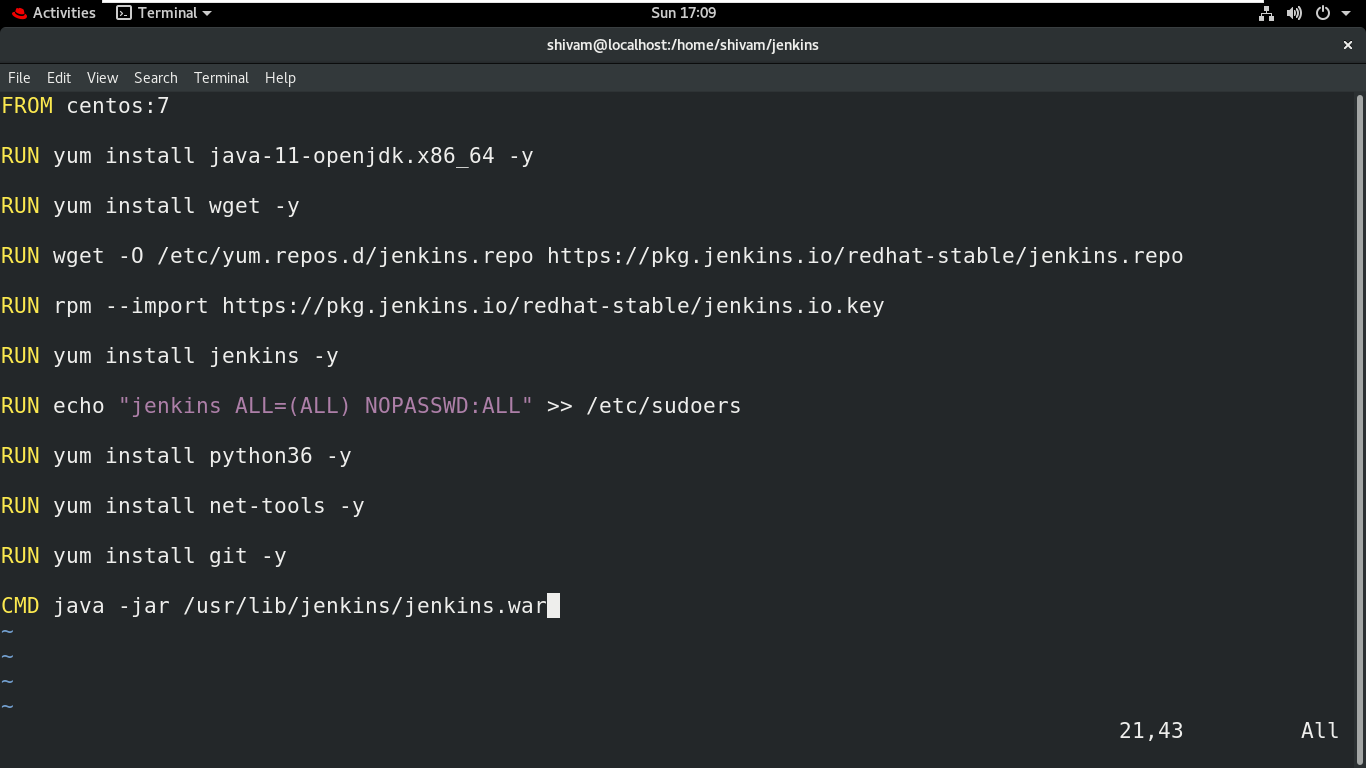 Activities Terminal Sun 17:09
shivam@localhost:/home/shivam/jenkins ×
File Edit View Search Terminal Help
FROM centos:7
RUN yum install java-11-openjdk.x86_64 -y
RUN yum install wget -y
RUN wget -O /etc/yum.repos.d/jenkins.repo https://pkg.jenkins.io/redhat-stable/jenkins.repo
RUN rpm --import https://pkg.jenkins.io/redhat-stable/jenkins.io.key
RUN yum install jenkins -y
RUN echo "jenkins ALL=(ALL) NOPASSWD:ALL" >> /etc/sudoers
RUN yum install python36 -y
RUN yum install net-tools -y
RUN yum install git -y
CMD java -jar /usr/lib/jenkins/jenkins.war
~
~
~
~
21,43 All